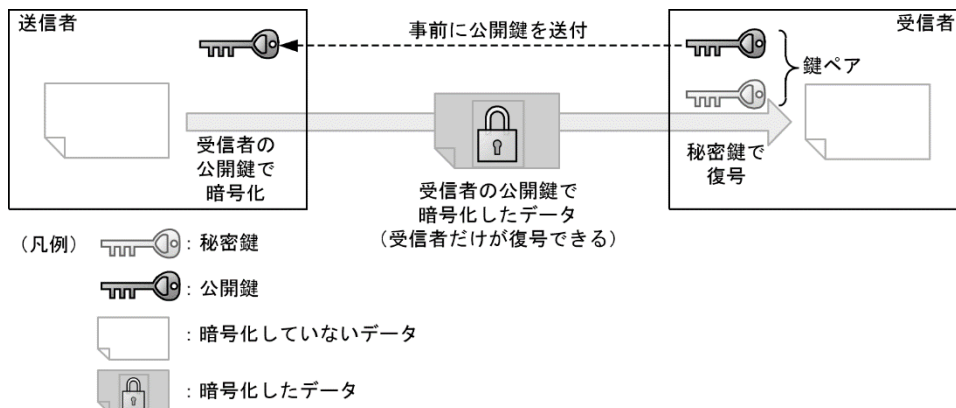 送信者
受信者
事前に公開鍵を送付
鍵ペア
受信者の
公開鍵で
暗号化
受信者の公開鍵で
暗号化したデータ
（受信者だけが復号できる）
秘密鍵で
復号
（凡例）
：秘密鍵
：公開鍵
：暗号化していないデータ
：暗号化したデータ